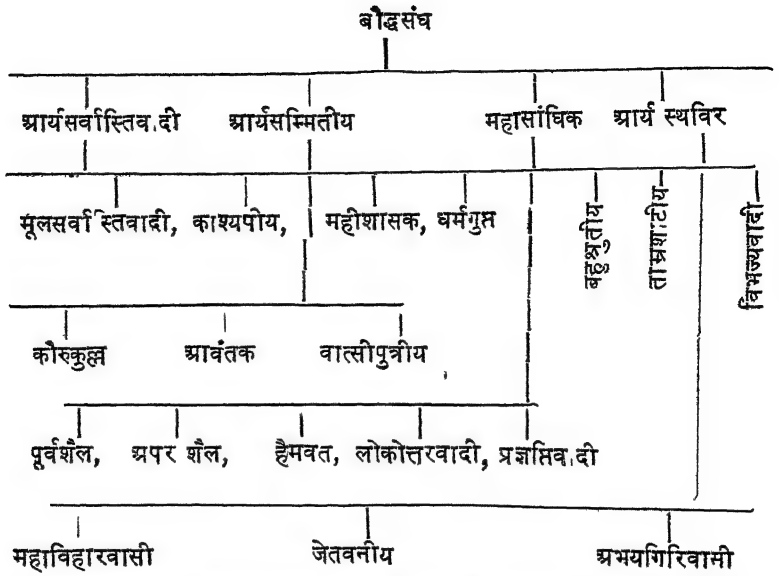 बौद्धसंघ
आर्यसर्वास्तिव.दी आर्यसम्मितीय महासांघिक आर्य स्थविर
मूलसर्वास्तिवादी, काश्यपीय, महीशासक, धर्मगुप्त बहुश्रुतीय ताम्रशाटीय विभज्यवादी
कौरुकुल्ल आवंतक वात्सीपुत्रीय
पूर्वशैल, अपर शैल, हैमवत, लोकोत्तरवादी, प्रज्ञप्तिव.दी
महाविहारवासी जेतवनीय अभयगिरिवासी